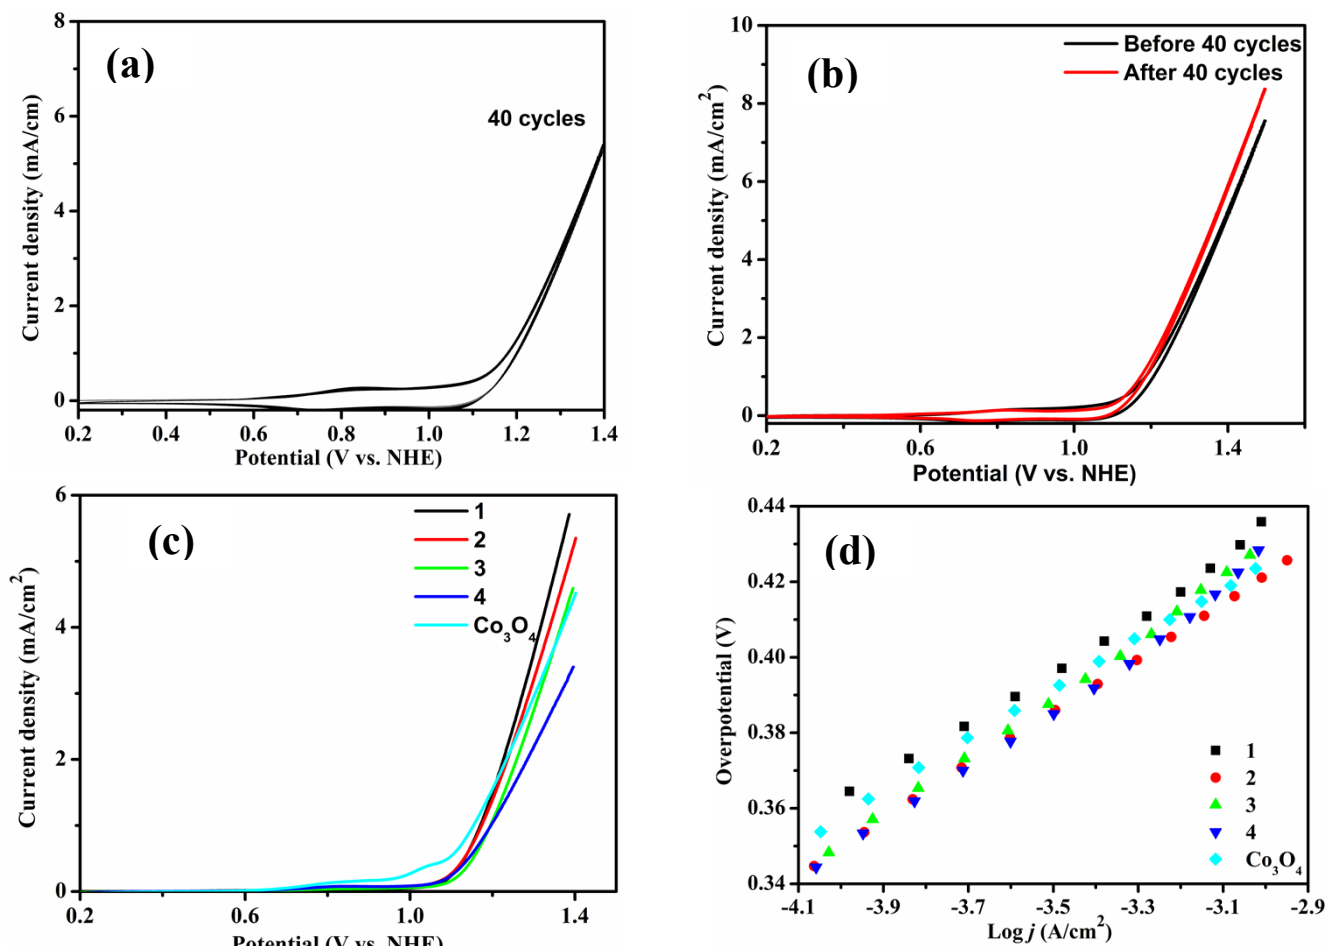 (a)
40 cycles
8
6
4
2
0
0.2 0.4 0.6 0.8 1.0 1.2 1.4
Current density (mA/cm)
Potential (V vs. NHE)
(b)
Before 40 cycles
After 40 cycles
10
8
6
4
2
0
0.2 0.6 1.0 1.4
Current density (mA/cm²)
Potential (V vs. NHE)
(c)
1
2
3
4
Co₃O₄
6
4
2
0
0.2 0.6 1.0 1.4
Current density (mA/cm²)
Potential (V vs. NHE)
(d)
0.44
0.42
0.40
0.38
0.36
0.34
1
2
3
4
Co₃O₄
-4.1 -3.9 -3.7 -3.5 -3.3 -3.1 -2.9
Overpotential (V)
Log j (A/cm²)